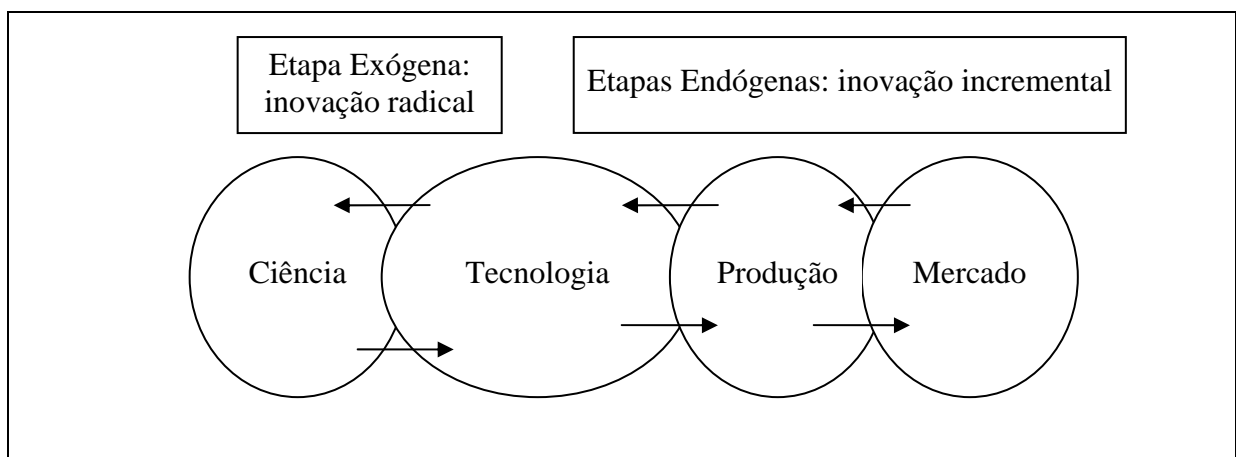 Etapa Exógena:
inovação radical
Etapas Endógenas: inovação incremental
Ciência
Tecnologia
Produção
Mercado